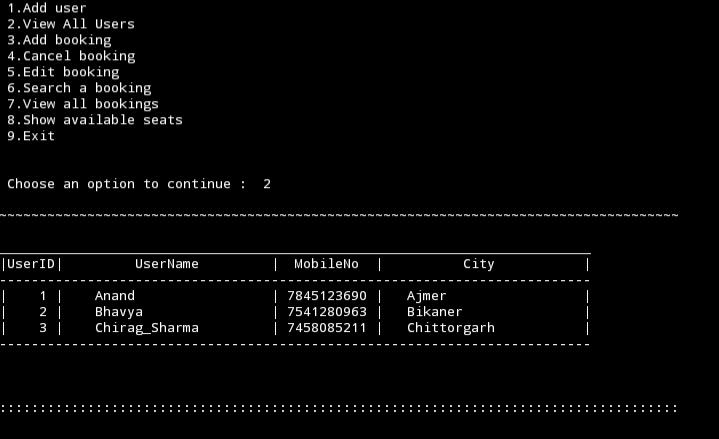 1.Add user
2.View All Users
3.Add booking
4.Cancel booking
5.Edit booking
6.Search a booking
7.View all bookings
8.Show available seats
9.Exit
Choose an option to continue :  2
~~~~~~~~~~~~~~~~~~~~~~~~~~~~~~~~~~~~~~~~~~~~~~~~~~~~~~~~~~~~~~~~~~~~~~~~~~~~~~~~~~~~~
__________________________________________________________________________
|UserID|         UserName          |  MobileNo  |          City            |
--------------------------------------------------------------------------
|    1 |    Anand                  | 7845123690 |   Ajmer                  |
|    2 |    Bhavya                 | 7541280963 |   Bikaner                |
|    3 |    Chirag_Sharma          | 7458085211 |   Chittorgarh            |
--------------------------------------------------------------------------
:::::::::::::::::::::::::::::::::::::::::::::::::::::::::::::::::::::::::::::::::::::